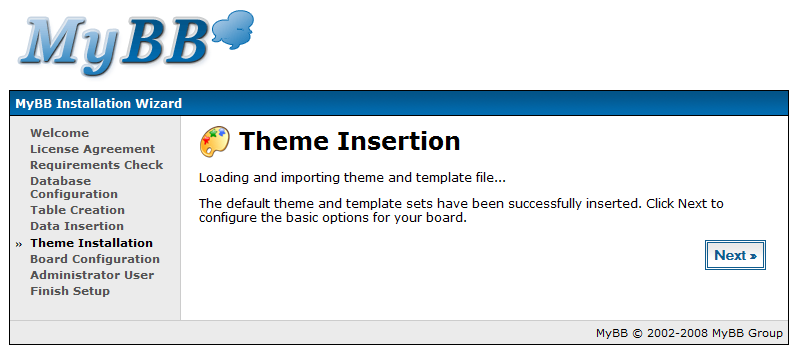 MyBB
MyBB Installation Wizard
Welcome
License Agreement
Requirements Check
Database
Configuration
Table Creation
Data Insertion
» Theme Installation
Board Configuration
Administrator User
Finish Setup
Theme Insertion
Loading and importing theme and template file...
The default theme and template sets have been successfully inserted. Click Next to
configure the basic options for your board.
Next »
MyBB © 2002-2008 MyBB Group